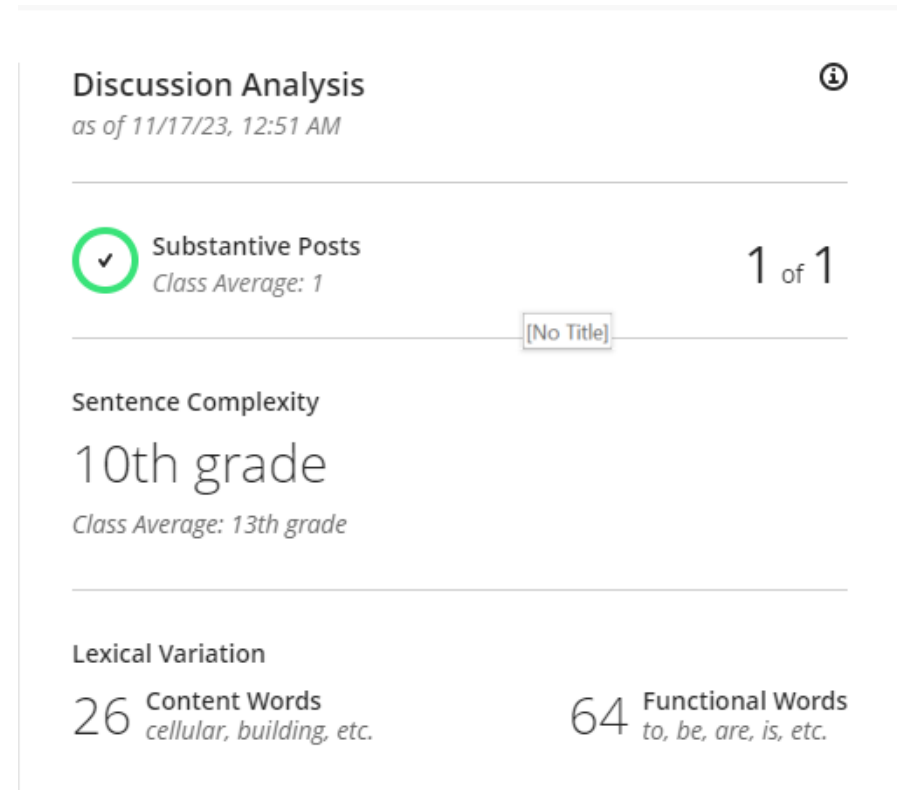 Discussion Analysis
as of 11/17/23, 12:51 AM
Substantive Posts
Class Average: 1
1 of 1
[No Title]
Sentence Complexity
10th grade
Class Average: 13th grade
Lexical Variation
26 Content Words
cellular, building, etc.
64 Functional Words
to, be, are, is, etc.